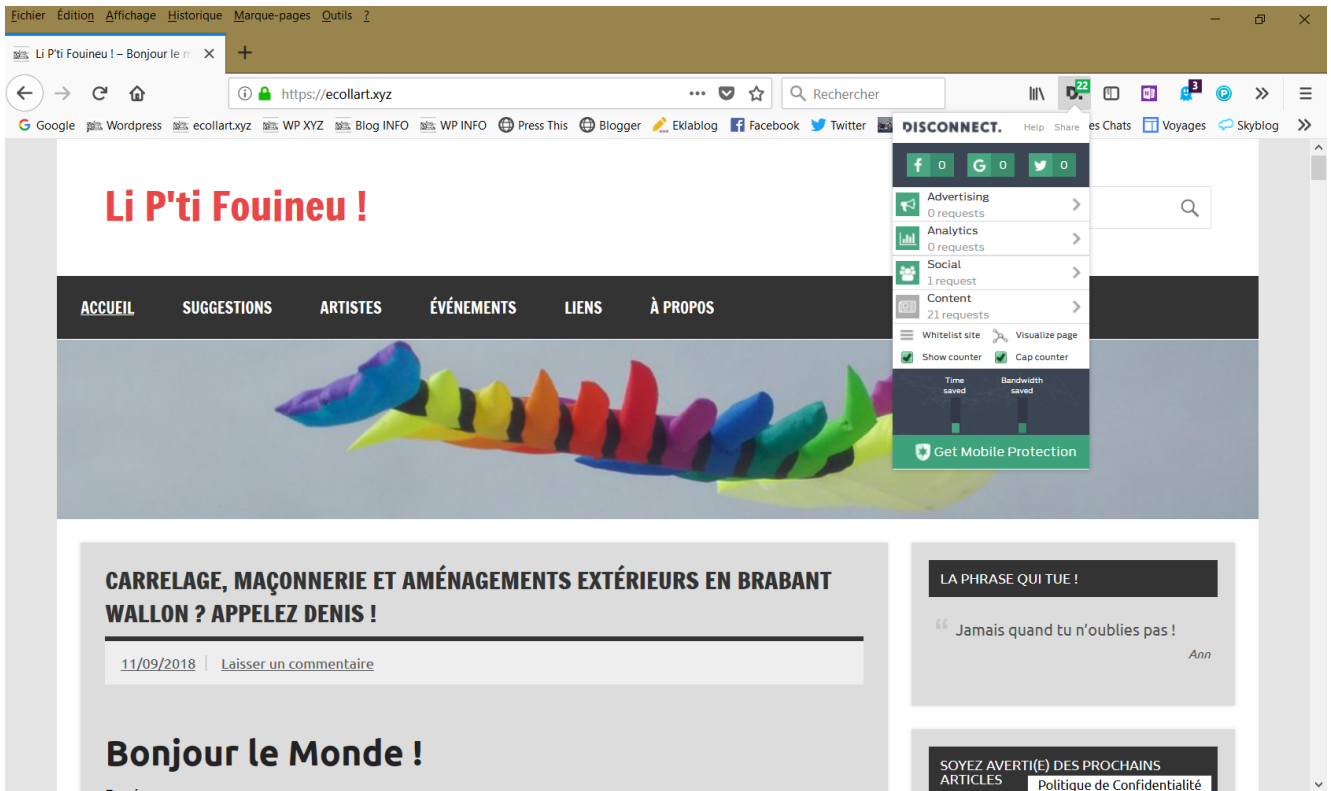 Fichier Édition Affichage Historique Marque-pages Outils ?
Li P'ti Fouineu ! – Bonjour le m
https://ecollart.xyz
Rechercher
22
3
Google Wordpress ecollart.xyz WP XYZ Blog INFO WP INFO Press This Blogger Eklablog Facebook Twitter es Chats Voyages Skyblog
DISCONNECT. Help Share
0 0 0
Advertising
0 requests
Analytics
0 requests
Social
1 request
Content
21 requests
Whitelist site Visualize page
Show counter Cap counter
Time saved
Bandwidth saved
Get Mobile Protection
Li P'ti Fouineu !
ACCUEIL SUGGESTIONS ARTISTES ÉVÉNEMENTS LIENS À PROPOS
CARRELAGE, MAÇONNERIE ET AMÉNAGEMENTS EXTÉRIEURS EN BRABANT
WALLON ? APPELEZ DENIS !
11/09/2018 Laisser un commentaire
Bonjour le Monde !
LA PHRASE QUI TUE !
“ Jamais quand tu n’oublies pas !
Ann
SOYEZ AVERTI(E) DES PROCHAINS
ARTICLES
Politique de Confidentialité